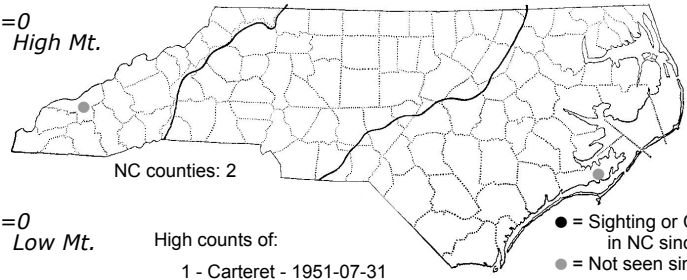 =0
High Mt.
NC counties: 2
=0
Low Mt.
High counts of:
1 - Carteret - 1951-07-31
● = Sighting or
in NC sinc
● = Not seen sin